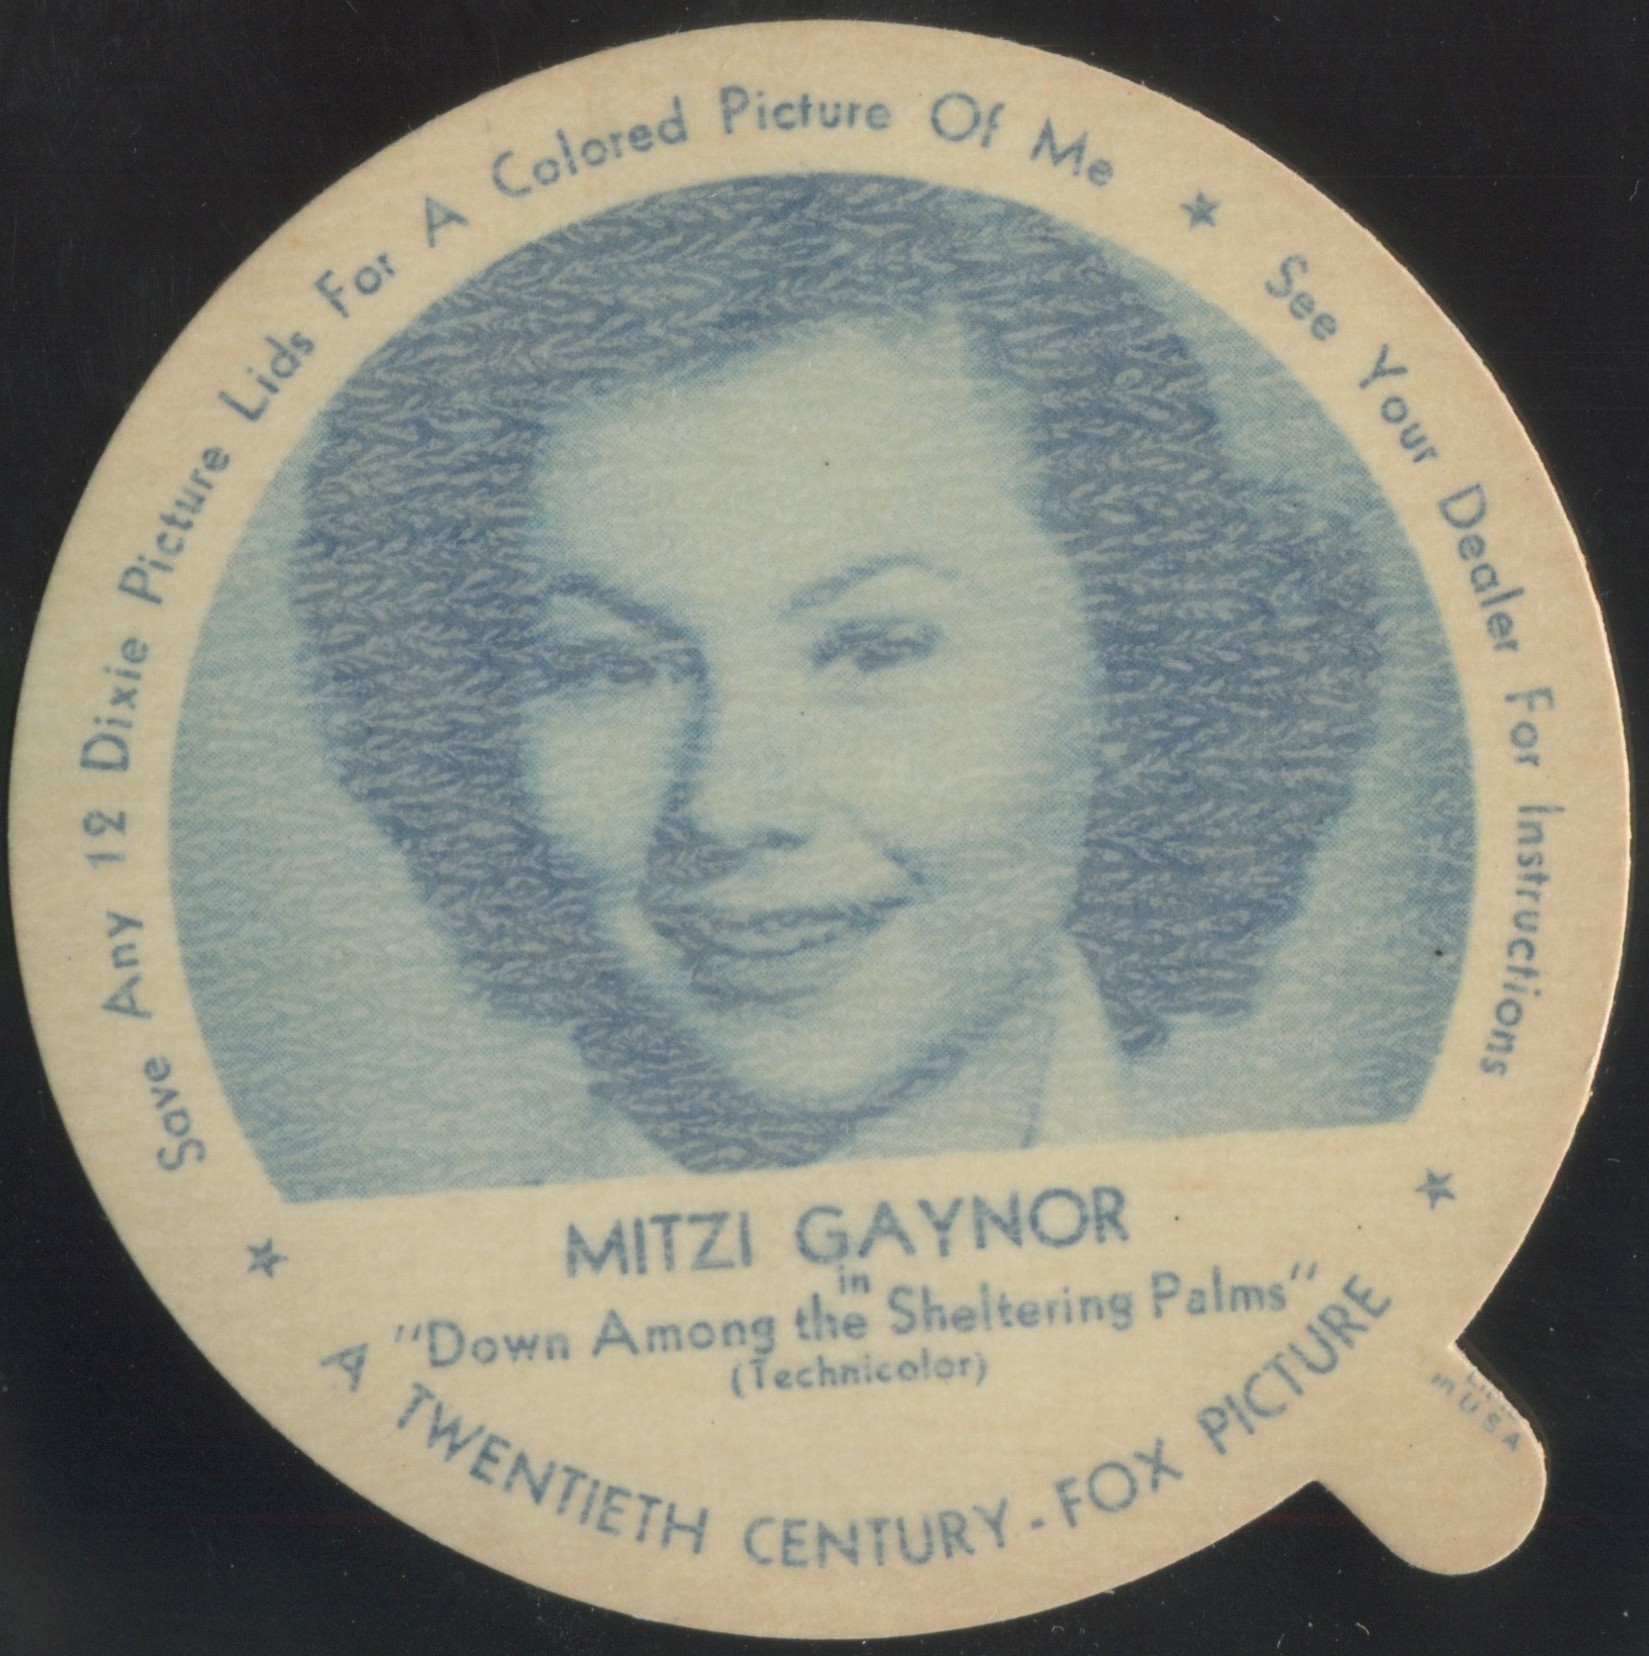 Save Any 12 Dixie Picture Lids For A Colored Picture Of Me ★ See Your Dealer For Instructions
MITZI GAYNOR
in
"Down Among the Sheltering Palms"
(Technicolor)
A TWENTIETH CENTURY-FOX PICTURE
in U.S.A